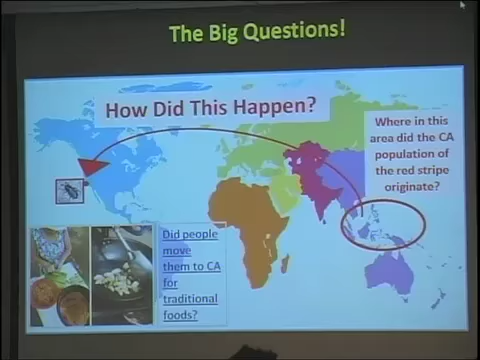 The Big Questions!
How Did This Happen?
Where in this
area did the CA
population of
the red stripe
originate?
Did people
move
them to CA
for
traditional
foods?